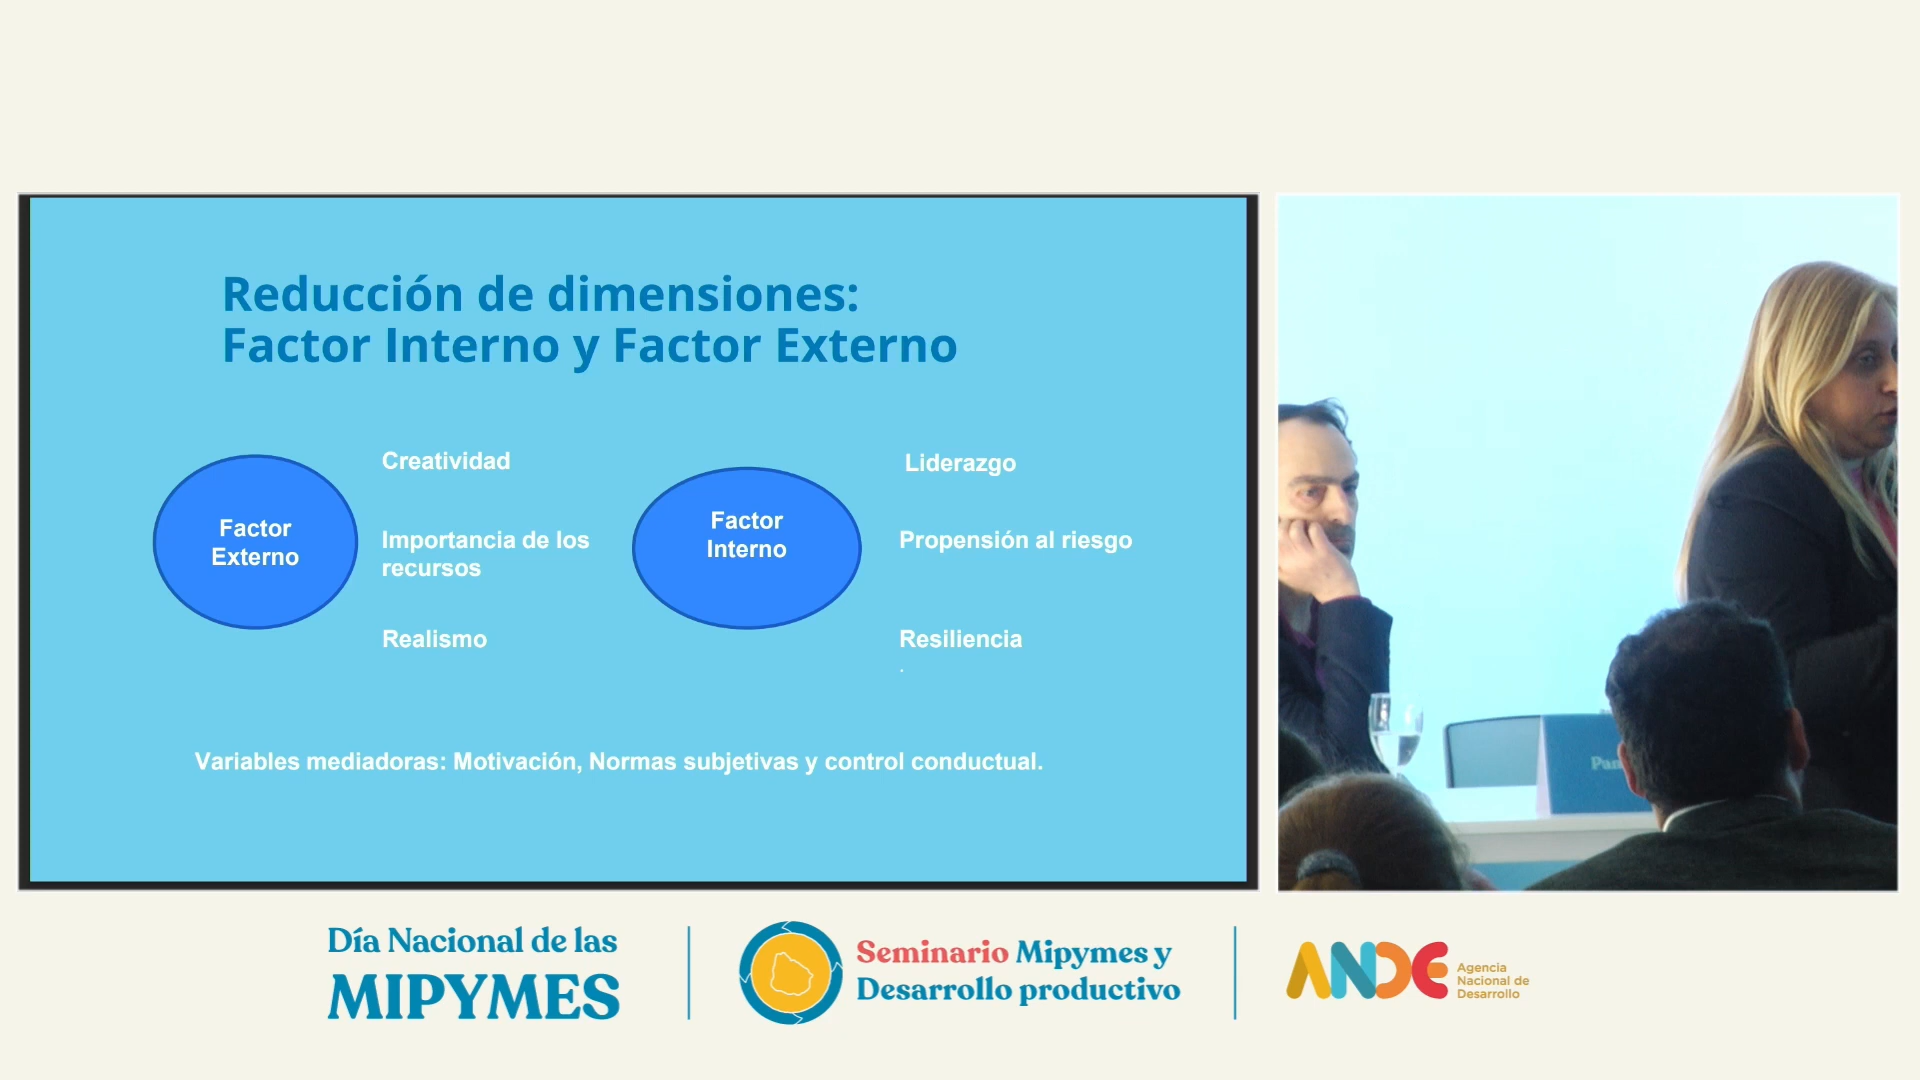 Reducción de dimensiones:
Factor Interno y Factor Externo
Factor
Externo
Creatividad
Importancia de los
recursos
Realismo
Factor
Interno
Liderazgo
Propensión al riesgo
Resiliencia
.
Variables mediadoras: Motivación, Normas subjetivas y control conductual.
Día Nacional de las
MIPYMES
Seminario Mipymes y
Desarrollo productivo
ANDE
Agencia
Nacional de
Desarrollo